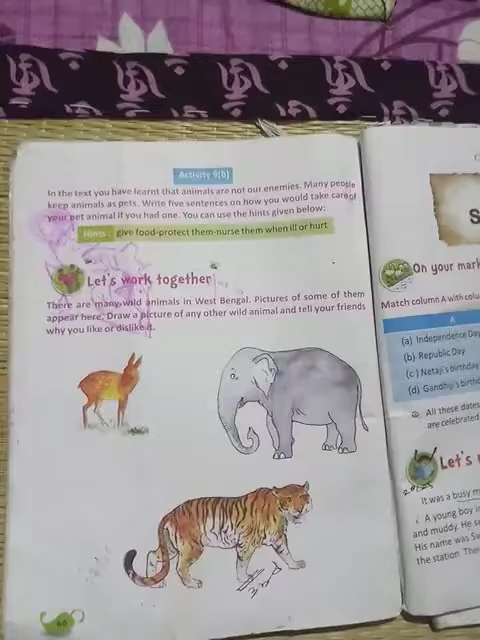 Activity 9(b)
In the text you have learnt that animals are not our enemies. Many people
keep animals as pets. Write five sentences on how you would take care of
your pet animal if you had one. You can use the hints given below:
Hints : give food-protect them-nurse them when ill or hurt
Let's work together
There are many wild animals in West Bengal. Pictures of some of them
appear here. Draw a picture of any other wild animal and tell your friends
why you like or dislike it.
60
S
On your mark
Match column A with colu
A
(a) Independence Day
(b) Republic Day
(c) Netaji's birthday
(d) Gandhiji's birthd
All these dates
are celebrated
Let's
It was a busy m
A young boy i
and muddy. He s
His name was Su
the station The